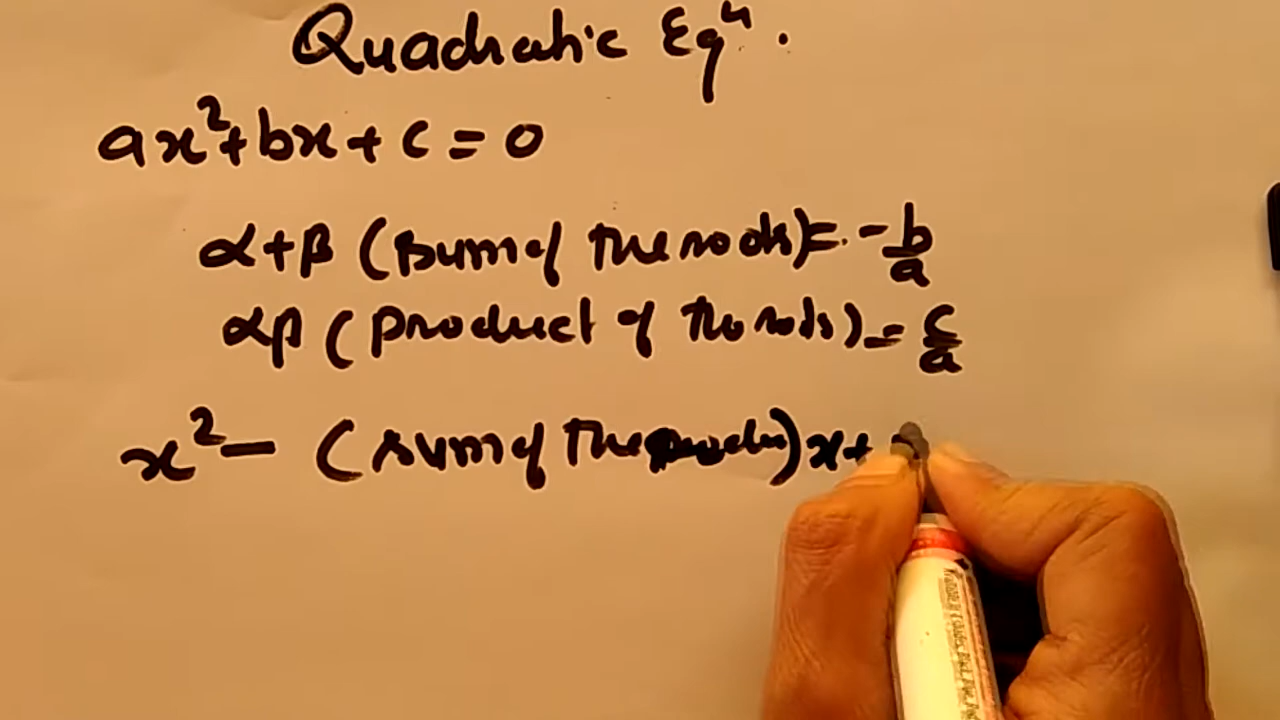 Quadratic Eqⁿ.
ax²+bx+c=0
α+β (sum of the roots)= -b/a
αβ (product of the roots)= c/a
x²- (sum of the roots)x+